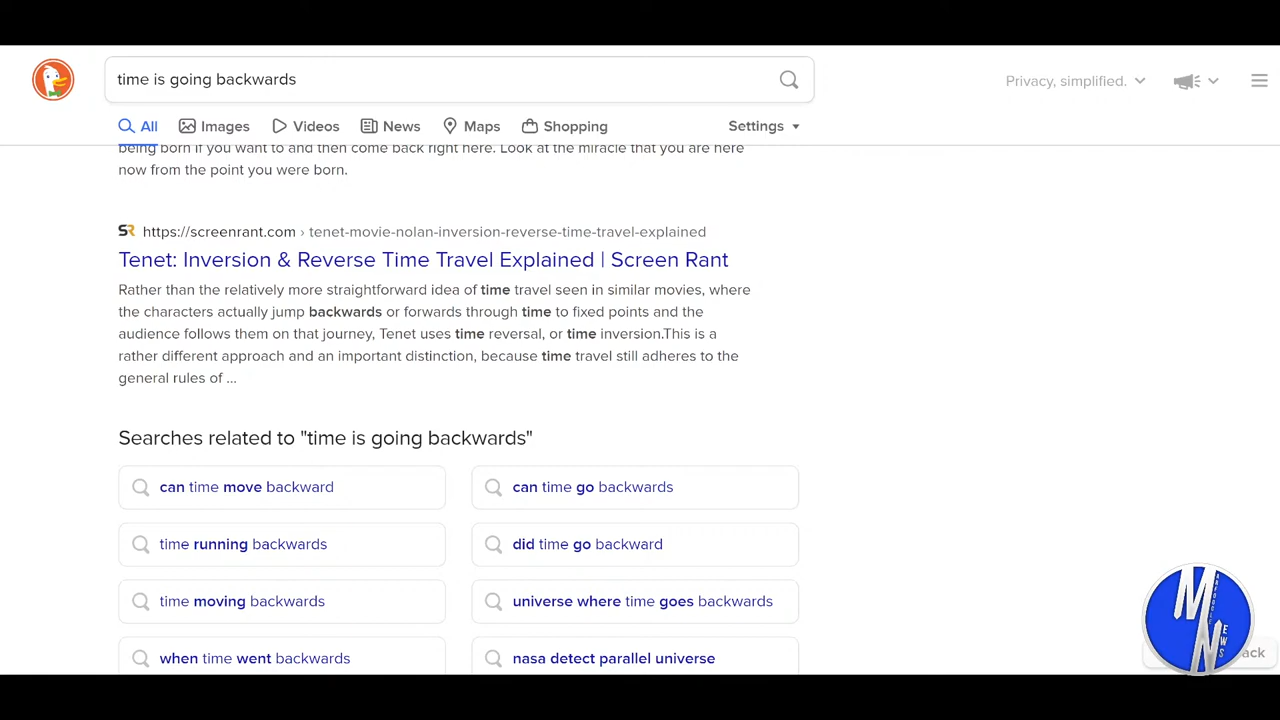 time is going backwards
Privacy, simplified.
All Images Videos News Maps Shopping Settings
being born if you want to and then come back right here. Look at the miracle that you are here
now from the point you were born.
SR https://screenrant.com › tenet-movie-nolan-inversion-reverse-time-travel-explained
Tenet: Inversion & Reverse Time Travel Explained | Screen Rant
Rather than the relatively more straightforward idea of time travel seen in similar movies, where
the characters actually jump backwards or forwards through time to fixed points and the
audience follows them on that journey, Tenet uses time reversal, or time inversion.This is a
rather different approach and an important distinction, because time travel still adheres to the
general rules of ...
Searches related to "time is going backwards"
can time move backward
can time go backwards
time running backwards
did time go backward
time moving backwards
universe where time goes backwards
when time went backwards
nasa detect parallel universe
M
N
EWS
ack